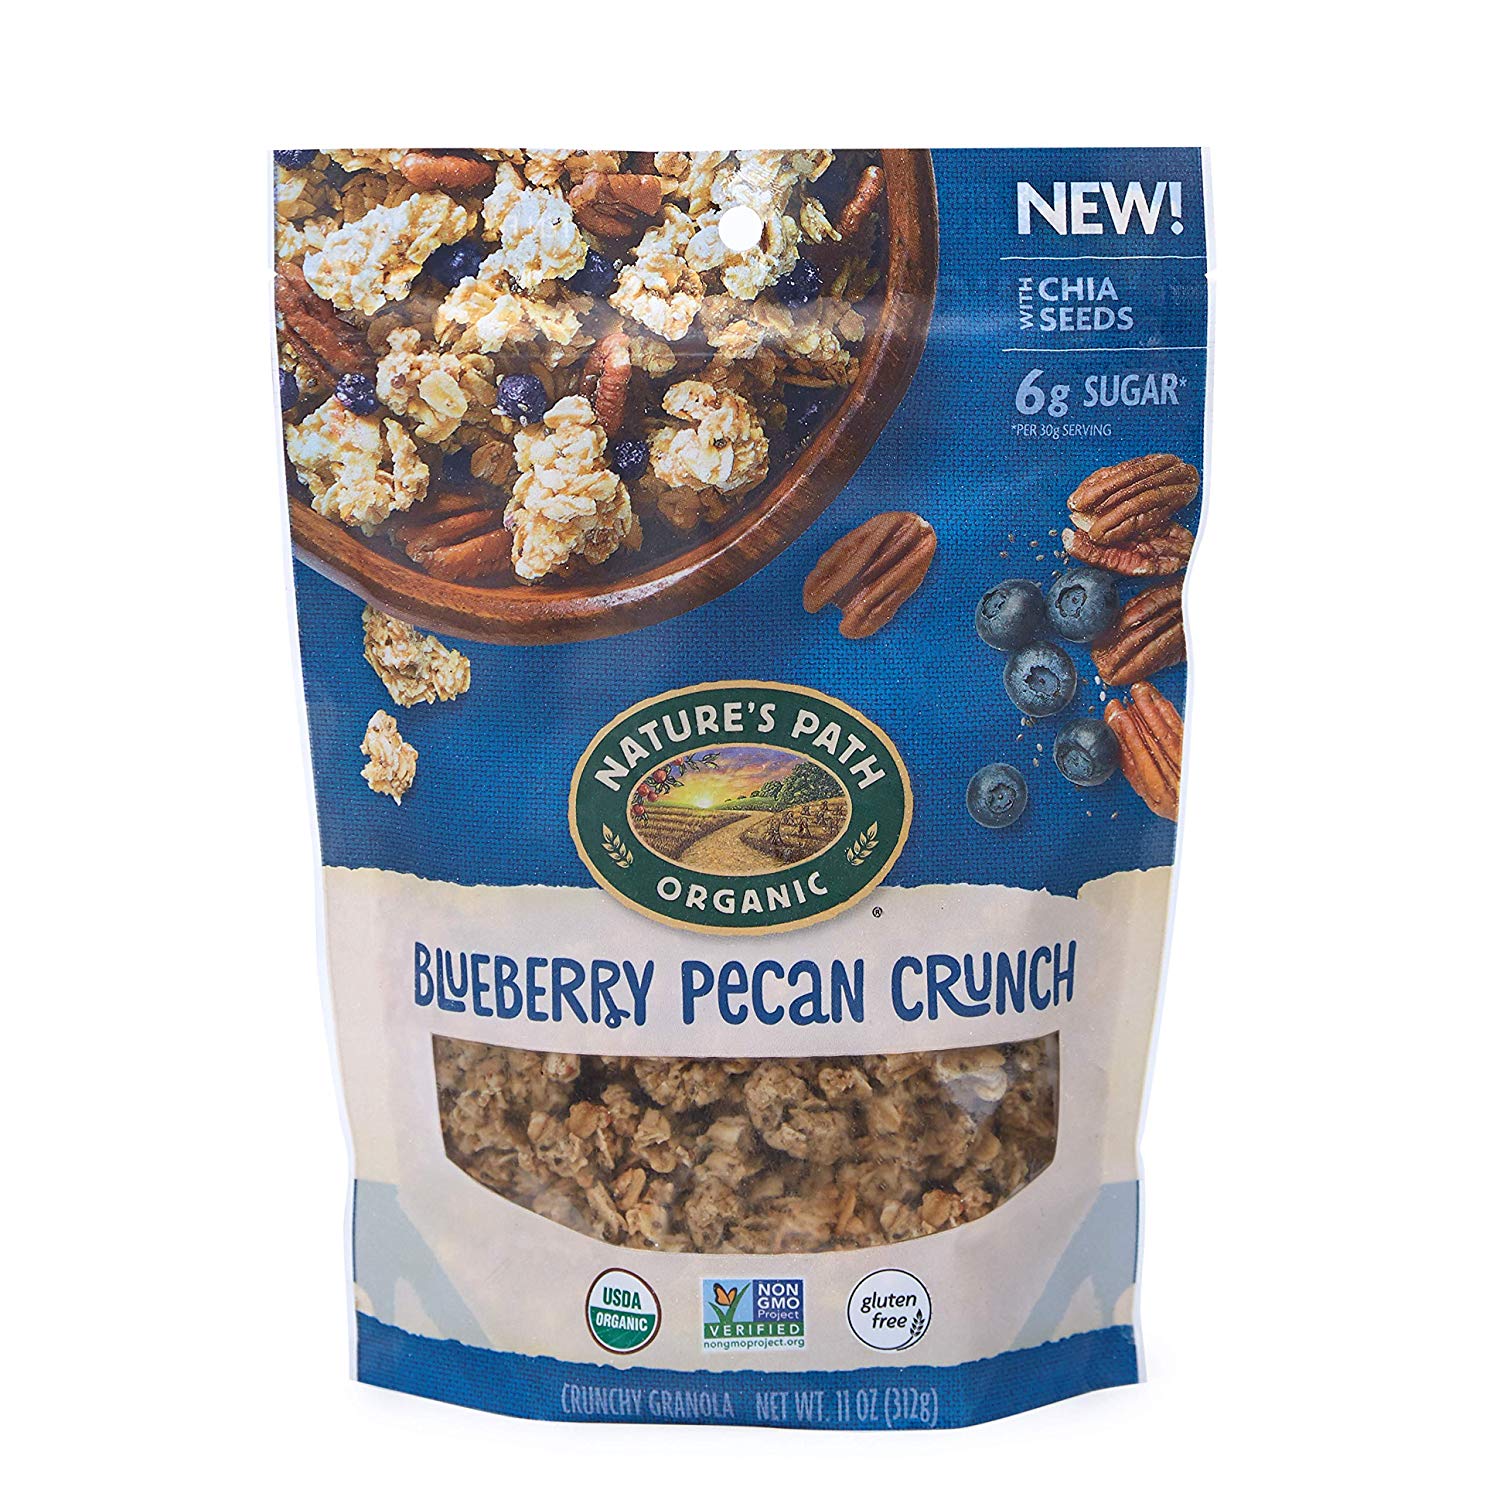 NEW!
WITH CHIA
SEEDS
6g SUGAR*
*PER 30g SERVING
NATURE'S PATH
ORGANIC
®
BLUEBERRY PECAN CRUNCH
USDA
ORGANIC
NON
GMO
Project
VERIFIED
nongmoproject.org
gluten
free
CRUNCHY GRANOLA NET WT. 11 OZ (312g)